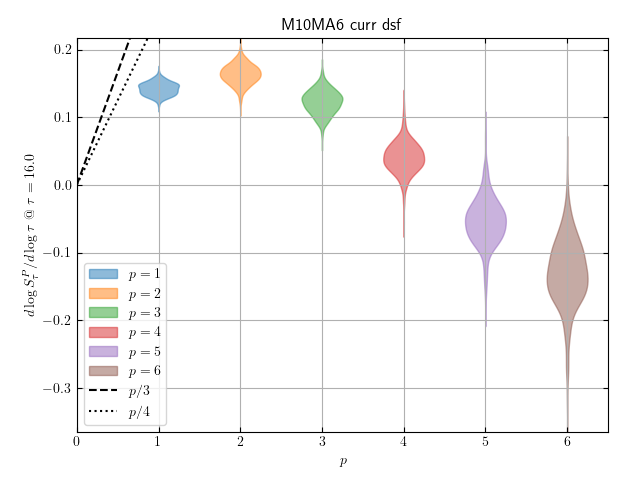 M10MA6 curr dsf
d log S_τ^P / d log τ @ τ = 16.0
0.2
0.1
0.0
−0.1
−0.2
−0.3
p = 1
p = 2
p = 3
p = 4
p = 5
p = 6
p/3
p/4
0 1 2 3 4 5 6
p